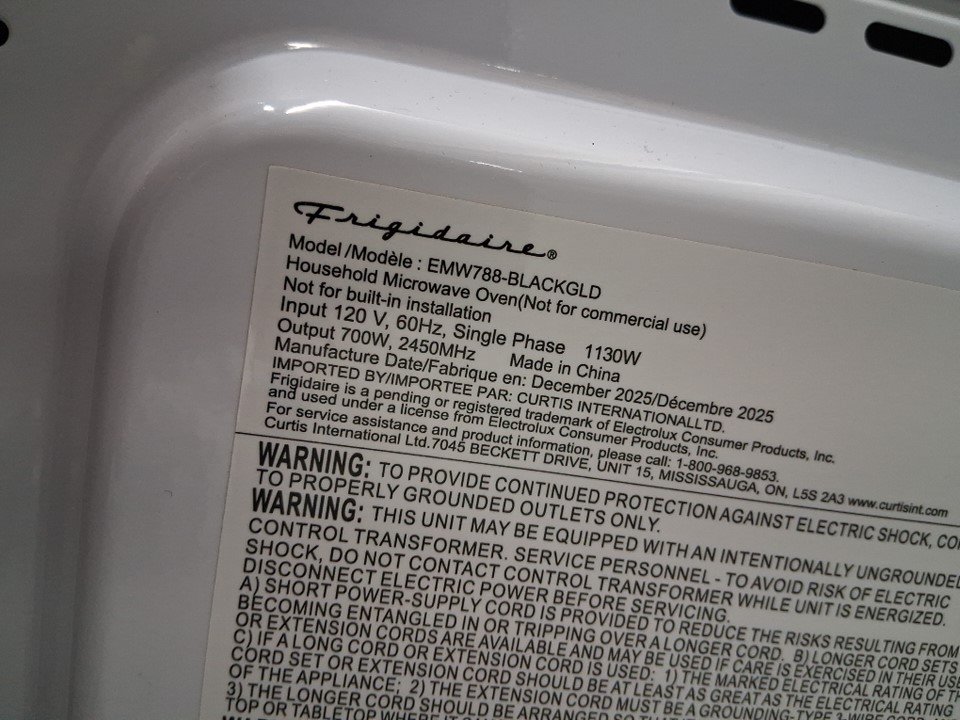 Frigidaire®
Model/Modèle : EMW788-BLACKGLD
Household Microwave Oven(Not for commercial use)
Not for built-in installation
Input 120 V, 60Hz, Single Phase 1130W
Output 700W, 2450MHz Made in China
Manufacture Date/Fabrique en: December 2025/Décembre 2025
IMPORTED BY/IMPORTEE PAR: CURTIS INTERNATIONALLTD.
Frigidaire is a pending or registered trademark of Electrolux Consumer Products, Inc.
and used under a license from Electrolux Consumer Products, Inc.
For service assistance and product information, please call: 1-800-968-9853.
Curtis International Ltd.7045 BECKETT DRIVE, UNIT 15, MISSISSAUGA, ON, L5S 2A3 www.curtisint.com
WARNING: TO PROVIDE CONTINUED PROTECTION AGAINST ELECTRIC SHOCK,
TO PROPERLY GROUNDED OUTLETS ONLY.
WARNING: THIS UNIT MAY BE EQUIPPED WITH AN INTENTIONALLY UNGROUNDED
CONTROL TRANSFORMER. SERVICE PERSONNEL - TO AVOID RISK OF ELECTRIC
SHOCK, DO NOT CONTACT CONTROL TRANSFORMER WHILE UNIT IS ENERGIZED.
DISCONNECT ELECTRIC POWER BEFORE SERVICING.
A) SHORT POWER-SUPPLY CORD IS PROVIDED TO REDUCE THE RISKS RESULTING FROM
BECOMING ENTANGLED IN OR TRIPPING OVER A LONGER CORD. B) LONGER CORD SETS
OR EXTENSION CORDS ARE AVAILABLE AND MAY BE USED IF CARE IS EXERCISED IN THEIR USE
C) IF A LONG CORD OR EXTENSION CORD IS USED: 1) THE MARKED ELECTRICAL RATING OF
CORD SET OR EXTENSION CORD SHOULD BE AT LEAST AS GREAT AS THE ELECTRICAL RATING
OF THE APPLIANCE; 2) THE EXTENSION CORD MUST BE A GROUNDING TYPE 3-WIRE
3) THE LONGER CORD SHOULD BE ARRANGED SO THAT
TOP OR TABLETOP WHERE IT